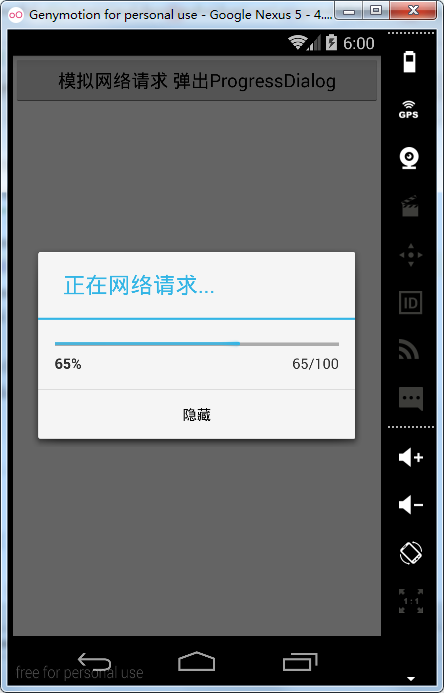 Genymotion for personal use - Google Nexus 5 - 4....
6:00
模拟网络请求 弹出ProgressDialog
GPS
ID
正在网络请求...
65%
65/100
隐藏
1:1
free for personal use